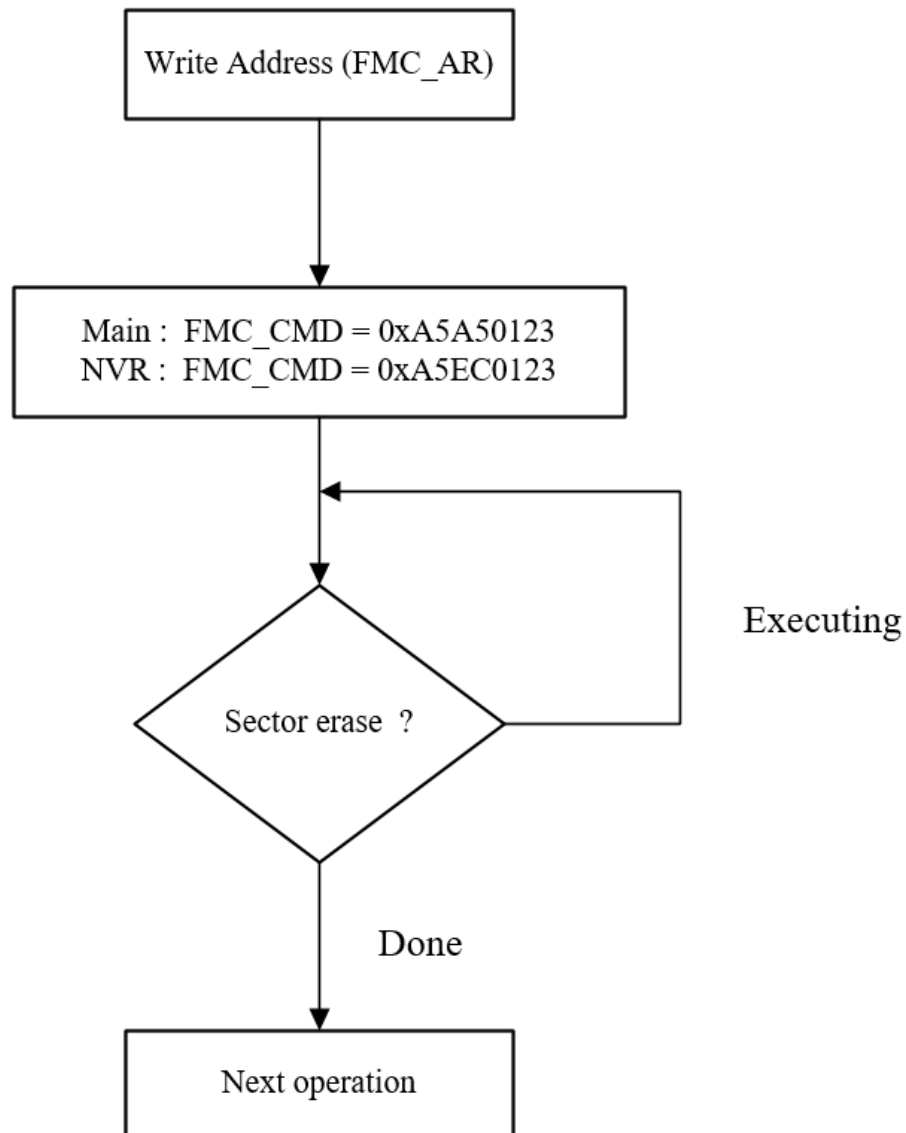 Write Address (FMC_AR)
Main :  FMC_CMD = 0xA5A50123
NVR :  FMC_CMD = 0xA5EC0123
Executing
Sector erase  ?
Done
Next operation